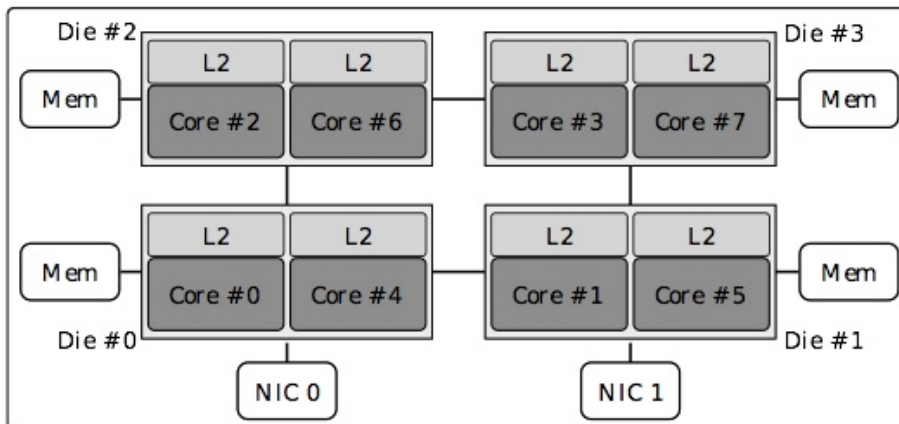 Die #2
Die #3
L2 L2 L2 L2
Mem Core #2 Core #6 Core #3 Core #7 Mem
L2 L2 L2 L2
Mem Core #0 Core #4 Core #1 Core #5 Mem
Die #0
Die #1
NIC 0 NIC 1